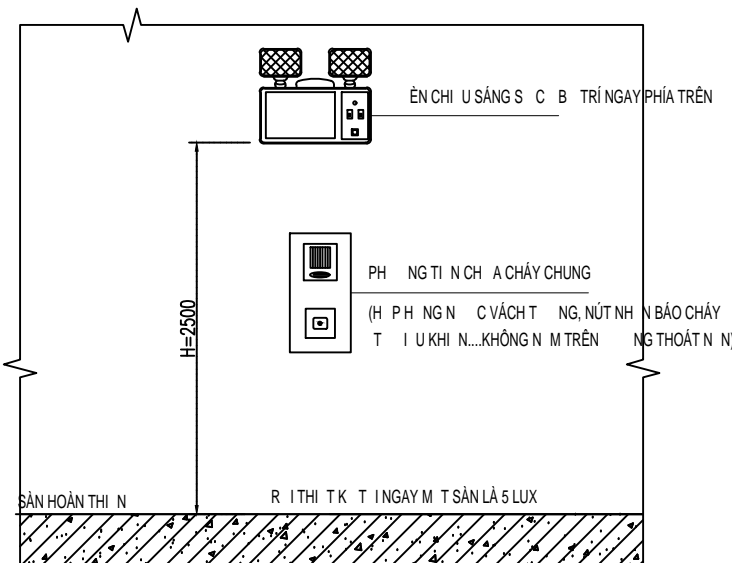 ÈN CHI U SÁNG S C B TRÍ NGAY PHÍA TRÊN
PH NG TI N CH A CHÁY CHUNG
(H P H NG N C VÁCH T NG, NÚT NH N BÁO CHÁY
T I U KHI N....KHÔNG N M TRÊN NG THOÁT N N)
H=2500
SÀN HOÀN THI N
R I THI T K T I NGAY M T SÀN LÀ 5 LUX